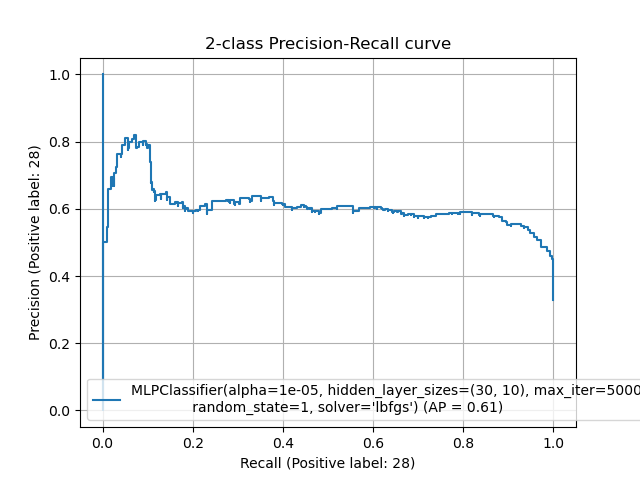 2-class Precision-Recall curve
1.0
0.8
0.6
0.4
0.2
0.0
Precision (Positive label: 28)
MLPClassifier(alpha=1e-05, hidden_layer_sizes=(30, 10), max_iter=5000
random_state=1, solver='lbfgs') (AP = 0.61)
0.0 0.2 0.4 0.6 0.8 1.0
Recall (Positive label: 28)